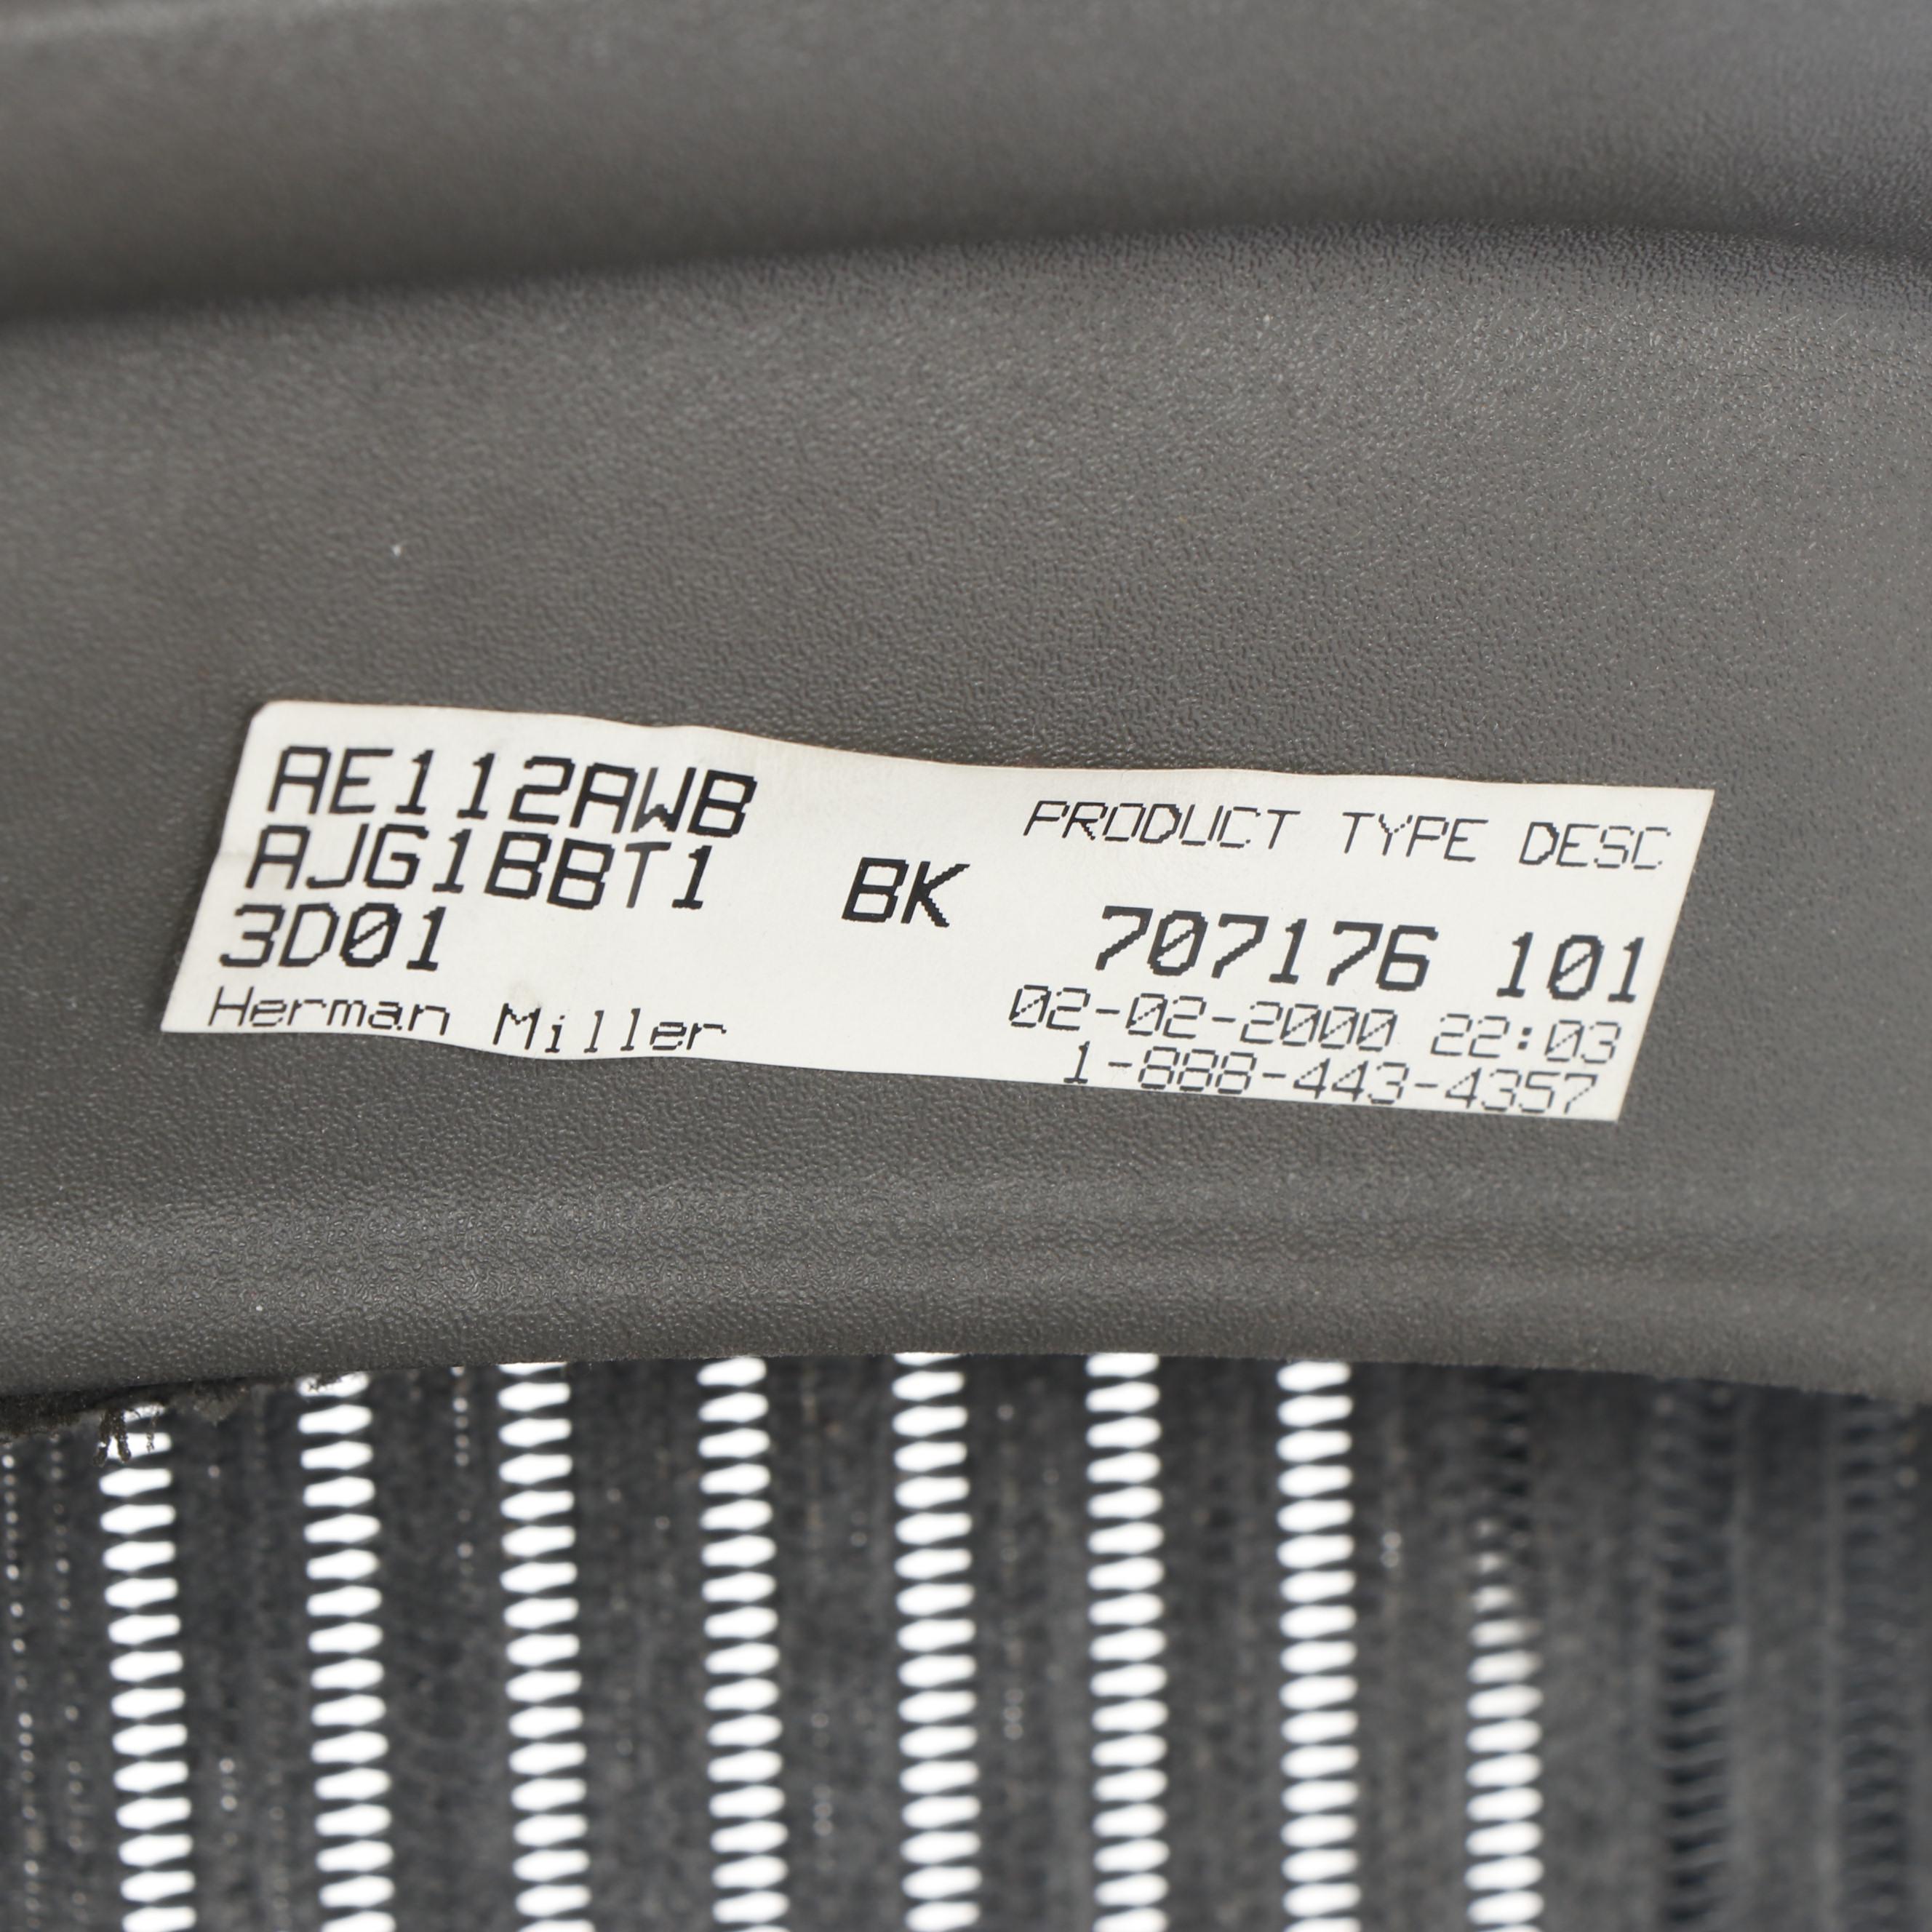 AE112AWB
AJG1BBT1 BK
3D01
Herman Miller
PRODUCT TYPE DESC
707176 101
02-02-2000 22:03
1-888-443-4357